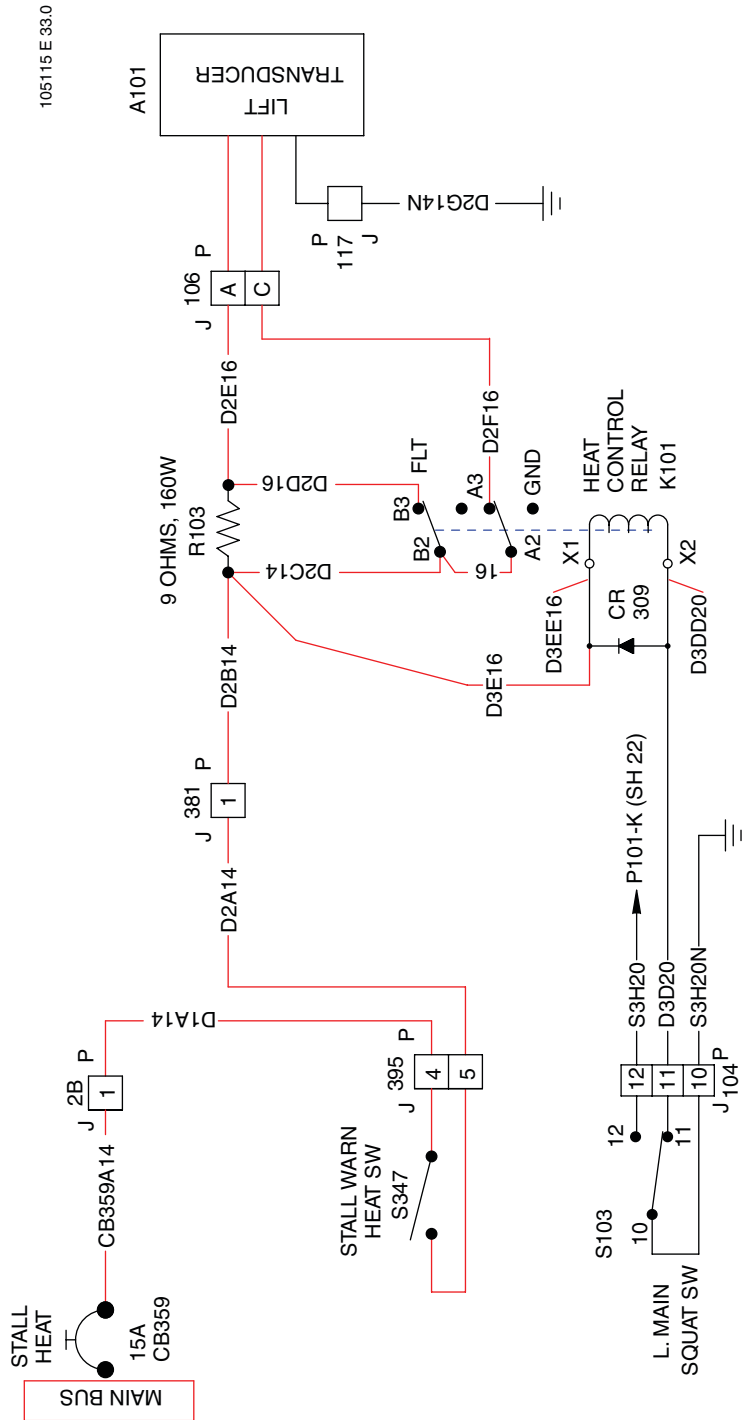 105115 E 33.0
A101
LIFT
TRANSDUCER
P
117
J
D2G14N
106
J
P
A
C
D2E16
9 OHMS, 160W
R103
D2D16
D2C14
B3
FLT
B2
D2F16
A3
16
A2
GND
HEAT
CONTROL
RELAY
K101
X1
X2
D3EE16
CR
309
D3DD20
D2B14
D3E16
381
J
P
1
D2A14
STALL
HEAT
MAIN BUS
15A
CB359
CB359A14
2B
J
P
1
D1A14
STALL WARN
HEAT SW
S347
395
J
P
4
5
L. MAIN
SQUAT SW
S103
10
12
11
12
11
10
P
J
104
S3H20
P101-K (SH 22)
D3D20
S3H20N